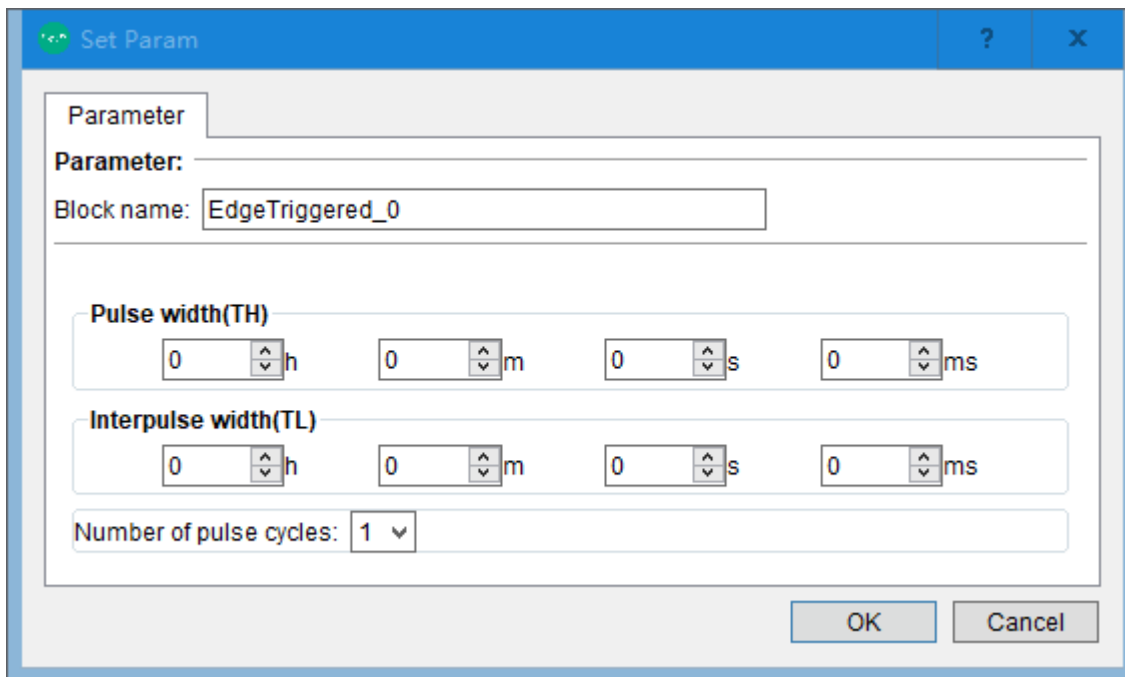 Set Param ? x
Parameter
Parameter:
Block name: EdgeTriggered_0
Pulse width(TH)
0 h 0 m 0 s 0 ms
Interpulse width(TL)
0 h 0 m 0 s 0 ms
Number of pulse cycles: 1
OK Cancel